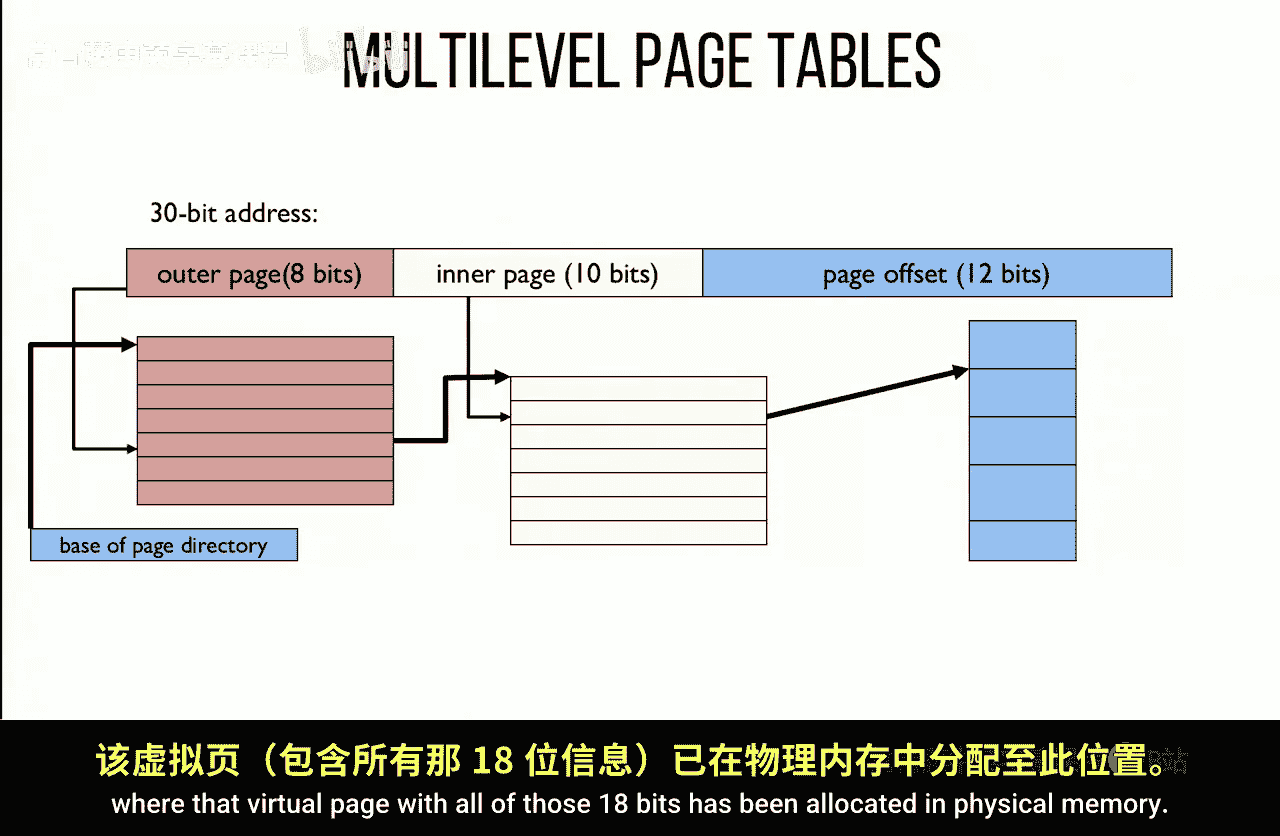 MULTILEVEL PAGE TABLES
30-bit address:
outer page(8 bits)
inner page (10 bits)
page offset (12 bits)
base of page directory
该虚拟页（包含所有那 18 位信息）已在物理内存中分配至此位置。
where that virtual page with all of those 18 bits has been allocated in physical memory.